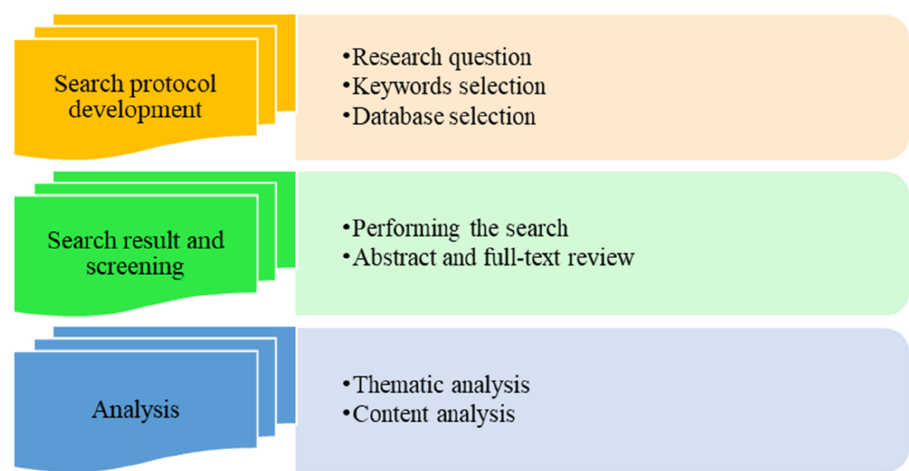 Search protocol
development
•Research question
•Keywords selection
•Database selection
Search result and
screening
•Performing the search
•Abstract and full-text review
Analysis
•Thematic analysis
•Content analysis